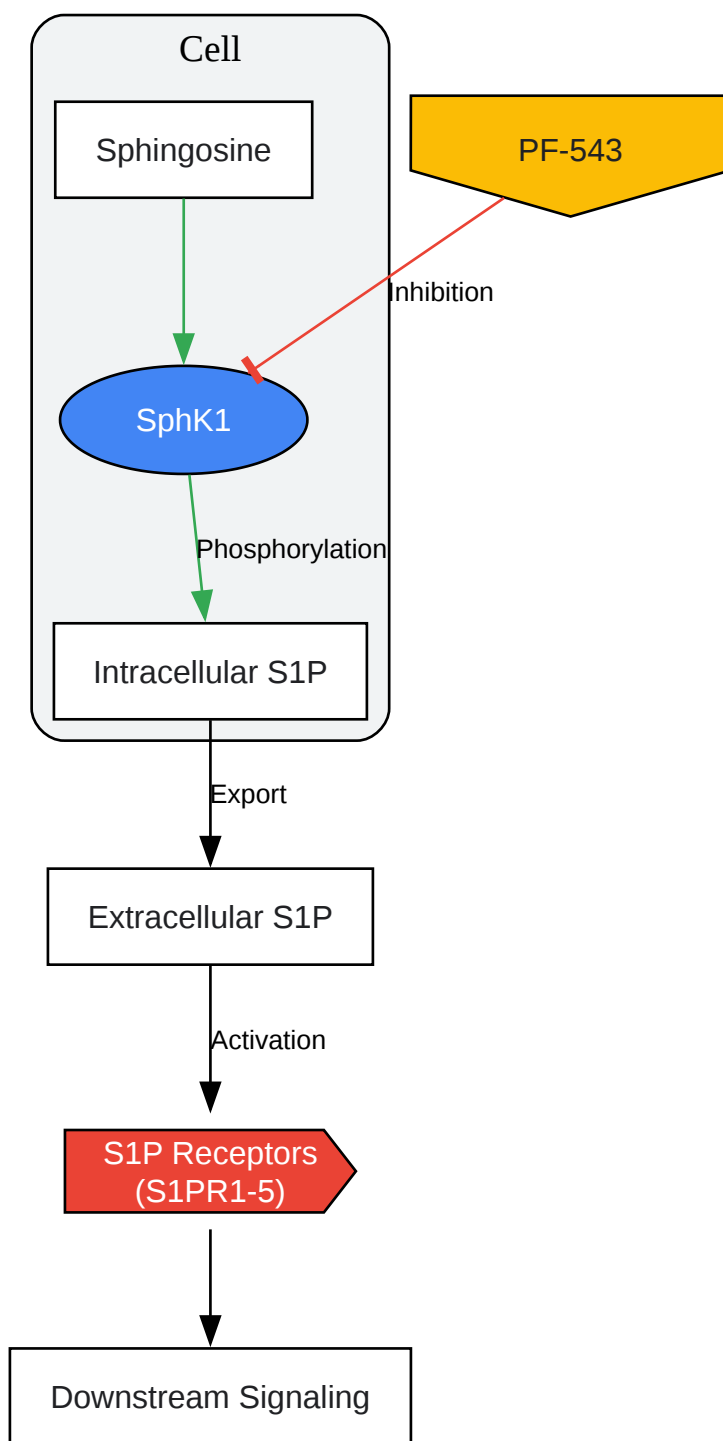 Cell
Sphingosine
PF-543
Inhibition
SphK1
Phosphorylation
Intracellular S1P
Export
Extracellular S1P
Activation
S1P Receptors
(S1PR1-5)
Downstream Signaling